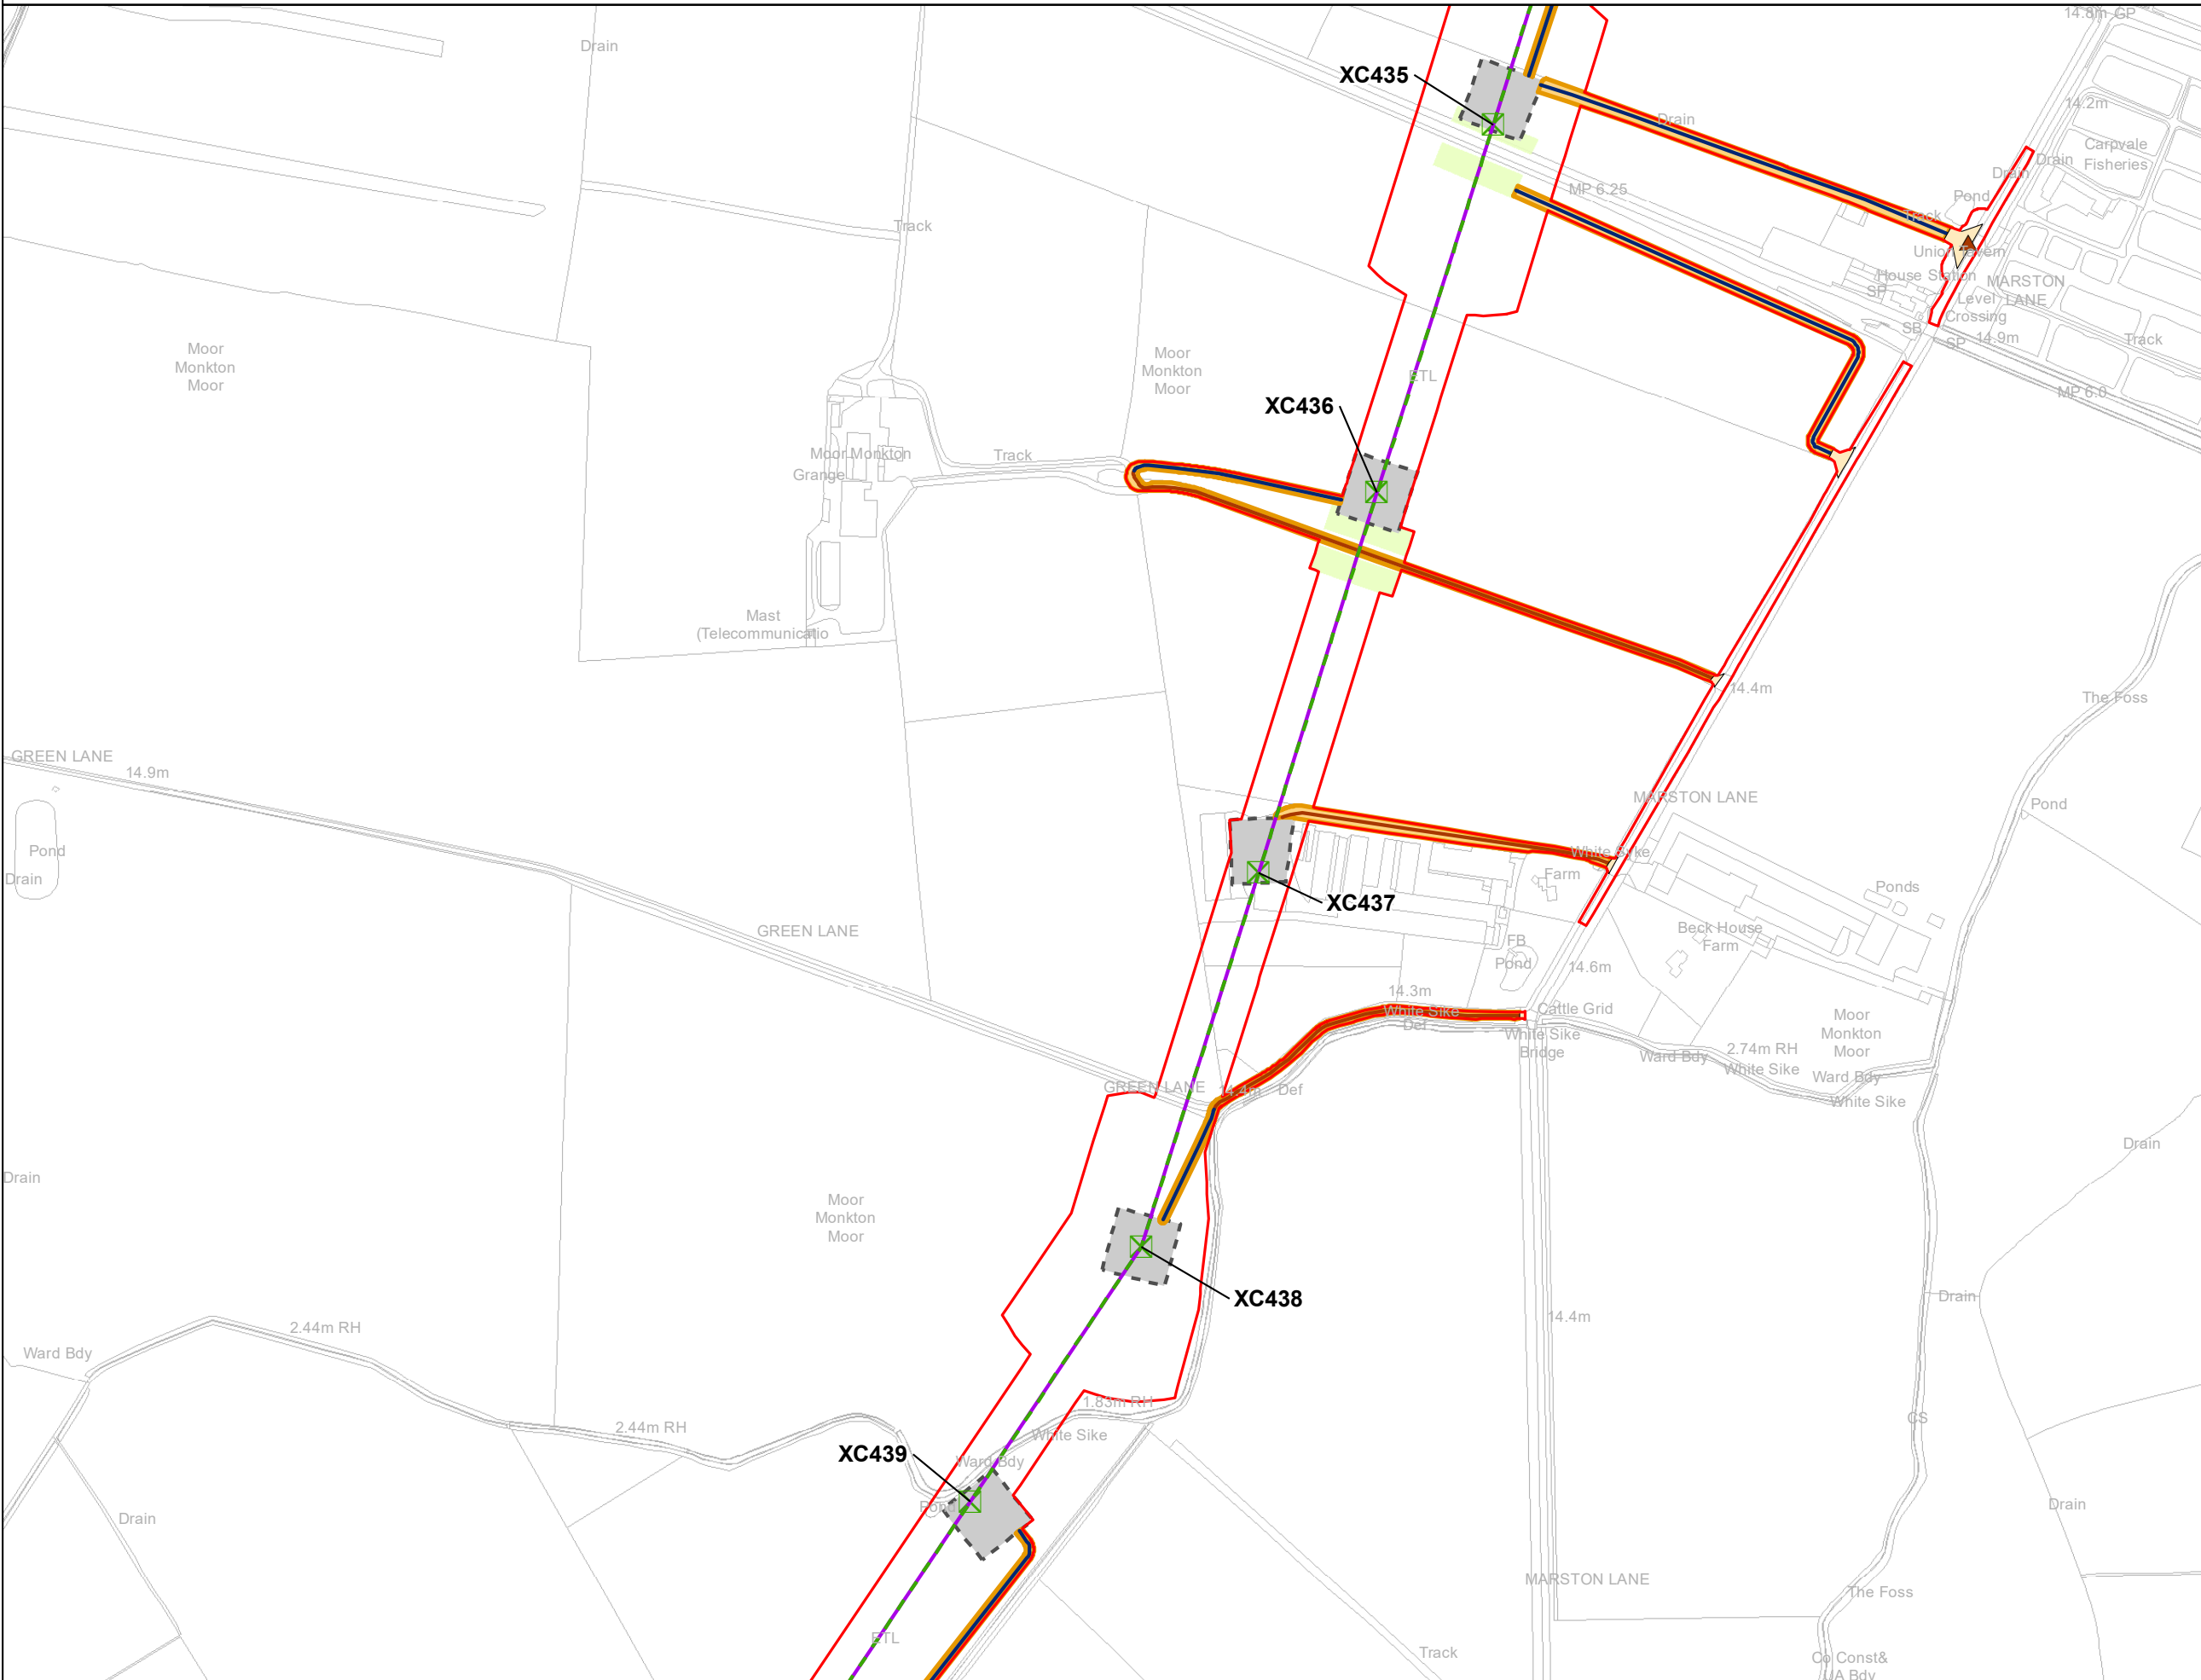 14.8m GP
Drain
XC435
14.2m
Drain
Carpvale
Fisheries
Drain
Drain
MP 6.25
Pond
Track
Track
Union Tavern
House Station
SP
MARSTON
LANE
Level
Crossing
SB
SP
14.9m
Track
Moor
Monkton
Moor
Moor
Monkton
Moor
ETL
MP 6.0
XC436
Moor Monkton
Grange
Track
Mast
(Telecommunicatio
14.4m
The Foss
GREEN LANE
14.9m
MARSTON LANE
Pond
Pond
Drain
White Syke
Farm
Ponds
XC437
GREEN LANE
Beck House
Farm
FB
Pond
14.6m
14.3m
White Sike
Def
Cattle Grid
White Sike
Bridge
Moor
Monkton
Moor
2.74m RH
Ward Bdy
White Sike
Ward Bdy
White Sike
GREEN LANE
14.4m
Def
Drain
Drain
Moor
Monkton
Moor
XC438
Drain
14.4m
2.44m RH
Ward Bdy
1.83m RH
2.44m RH
White Sike
CS
XC439
Ward Bdy
Pond
Drain
Drain
MARSTON LANE
The Foss
ETL
Track
Co Const&
UA Bdy